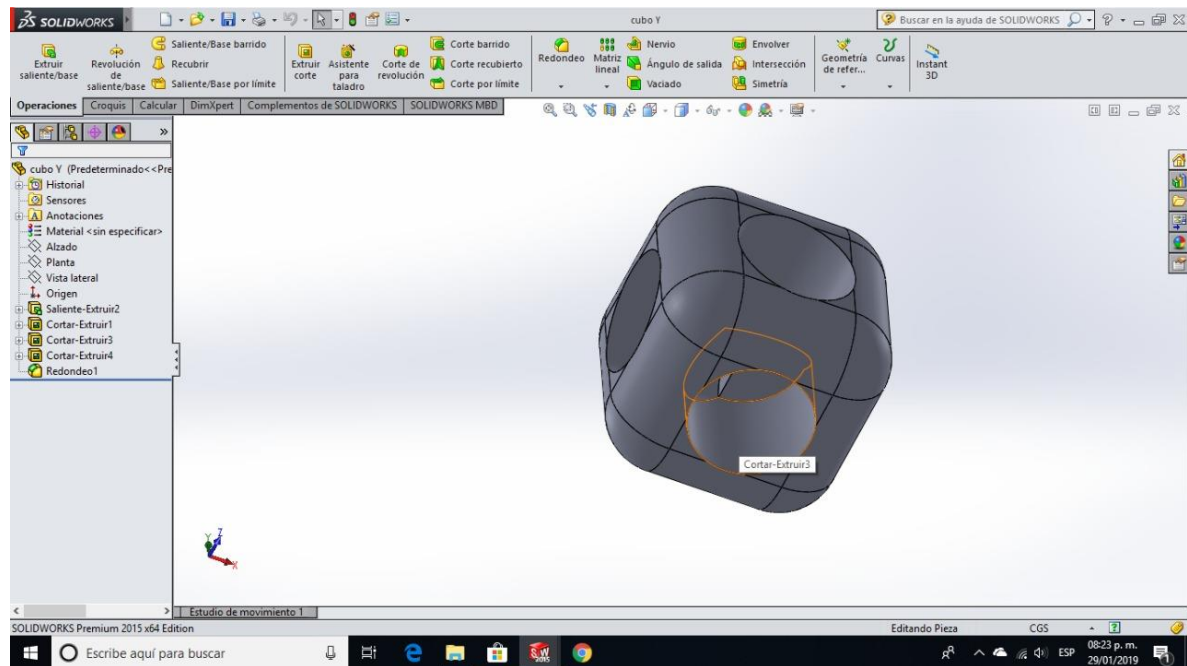 SOLIDWORKS
cubo Y
Buscar en la ayuda de SOLIDWORKS
Extruir saliente/base
Revolución de saliente/base
Saliente/Base barrido
Recubrir
Saliente/Base por límite
Extruir corte
Asistente para taladro
Corte de revolución
Corte barrido
Corte recubierto
Corte por límite
Redondeo
Matriz lineal
Nervio
Ángulo de salida
Vaciado
Envolver
Intersección
Simetría
Geometría de refer...
Curvas
Instant 3D
Operaciones
Croquis
Calcular
DimXpert
Complementos de SOLIDWORKS
SOLIDWORKS MBD
cubo Y (Predeterminado<<Pre
Historial
Sensores
Anotaciones
Material <sin especificar>
Alzado
Planta
Vista lateral
Origen
Saliente-Extruir2
Cortar-Extruir1
Cortar-Extruir3
Cortar-Extruir4
Redondeo1
Cortar-Extruir3
Y
Z
X
Estudio de movimiento 1
SOLIDWORKS Premium 2015 x64 Edition
Editando Pieza
CGS
Escribe aquí para buscar
ESP
08:23 p. m.
29/01/2019